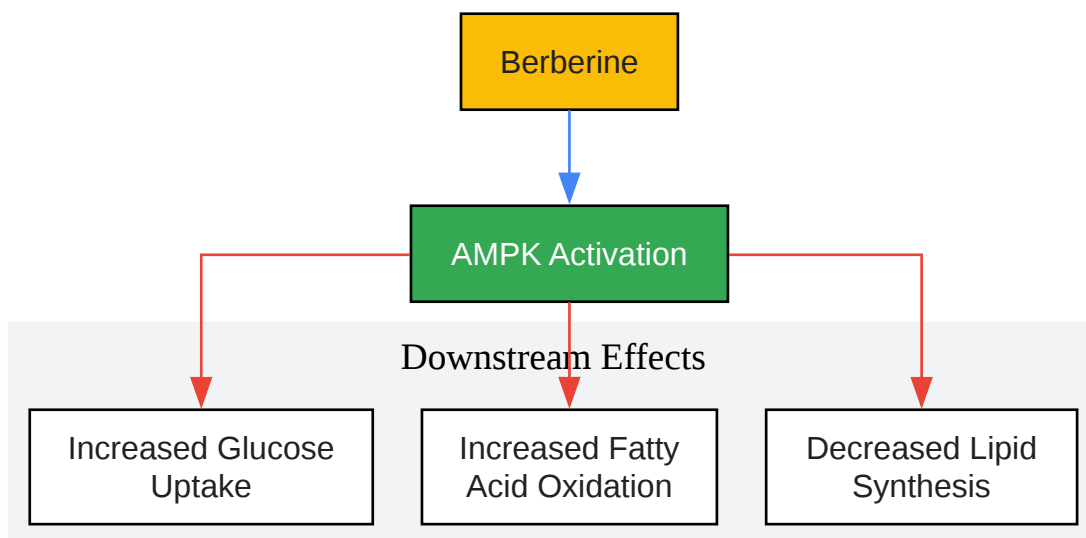 Berberine
AMPK Activation
Downstream Effects
Increased Glucose
Uptake
Increased Fatty
Acid Oxidation
Decreased Lipid
Synthesis